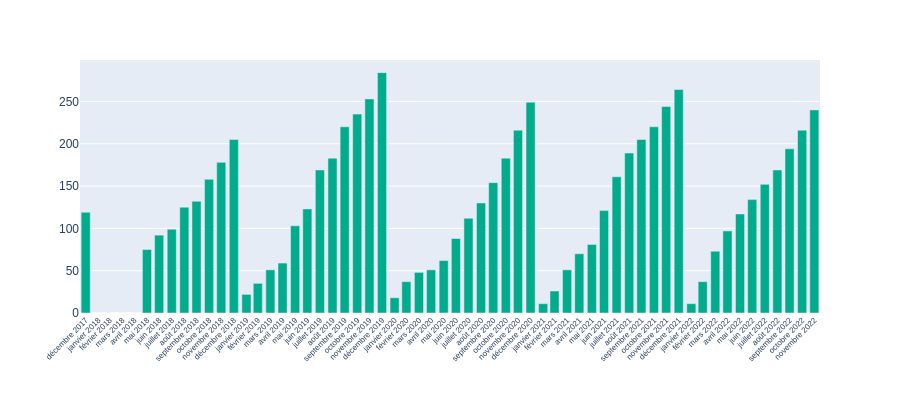 250
200
150
100
50
0
décembre 2017
janvier 2018
février 2018
mars 2018
avril 2018
mai 2018
juin 2018
juillet 2018
août 2018
septembre 2018
octobre 2018
novembre 2018
décembre 2018
janvier 2019
février 2019
mars 2019
avril 2019
mai 2019
juin 2019
juillet 2019
août 2019
septembre 2019
octobre 2019
novembre 2019
décembre 2019
janvier 2020
février 2020
mars 2020
avril 2020
mai 2020
juin 2020
juillet 2020
août 2020
septembre 2020
octobre 2020
novembre 2020
décembre 2020
janvier 2021
février 2021
mars 2021
avril 2021
mai 2021
juin 2021
juillet 2021
août 2021
septembre 2021
octobre 2021
novembre 2021
décembre 2021
janvier 2022
février 2022
mars 2022
avril 2022
mai 2022
juin 2022
juillet 2022
août 2022
septembre 2022
octobre 2022
novembre 2022